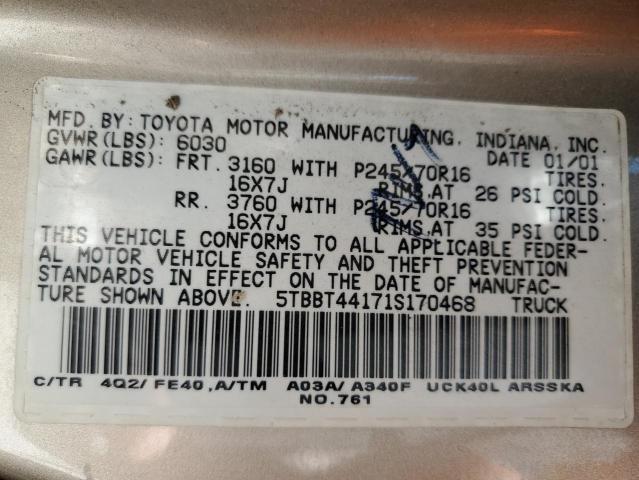 MFD. BY: TOYOTA MOTOR MANUFACTURING, INDIANA, INC.
GVWR(LBS): 6030 DATE 01/01
GAWR(LBS): FRT. 3160 WITH P245/70R16 TIRES.
16X7J RIMS,AT 26 PSI COLD.
RR. 3760 WITH P245/70R16 TIRES.
16X7J RIMS,AT 35 PSI COLD.
THIS VEHICLE CONFORMS TO ALL APPLICABLE FEDER-
AL MOTOR VEHICLE SAFETY AND THEFT PREVENTION
STANDARDS IN EFFECT ON THE DATE OF MANUFAC-
TURE SHOWN ABOVE. 5TBBT44171S170468 TRUCK
C/TR 4Q2/ FE40 ,A/TM A03A/ A340F UCK40L ARSSKA
NO.761